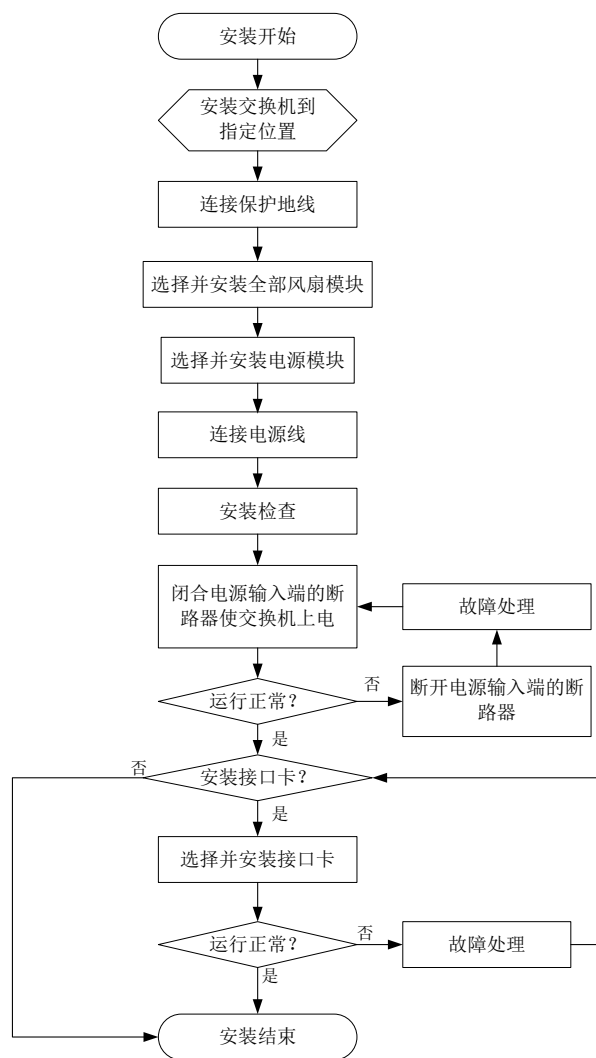 安装开始
安装交换机到
指定位置
连接保护地线
选择并安装全部风扇模块
选择并安装电源模块
连接电源线
安装检查
闭合电源输入端的断
路器使交换机上电
故障处理
运行正常？
否
断开电源输入端的断
路器
是
否
安装接口卡？
是
选择并安装接口卡
运行正常？
否
故障处理
是
安装结束